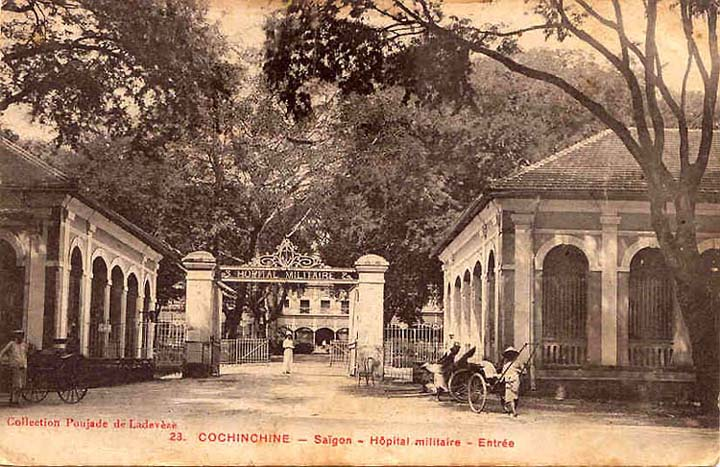 HOPITAL MILITAIRE
Collection Poujade de Ladevèze
23. COCHINCHINE — Saïgon - Hôpital militaire - Entrée